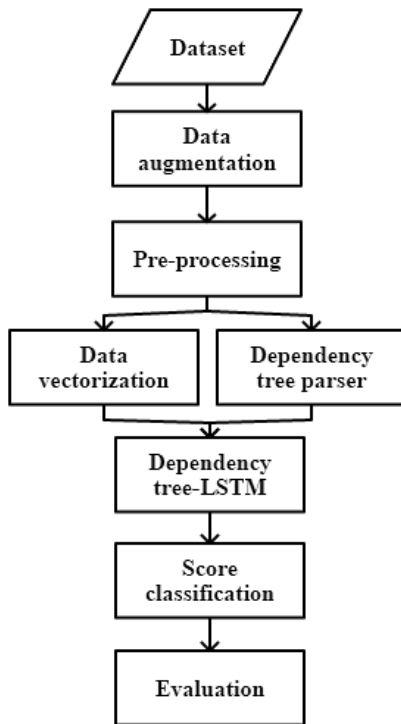 Dataset
Data
augmentation
Pre-processing
Data
vectorization
Dependency
tree parser
Dependency
tree-LSTM
Score
classification
Evaluation